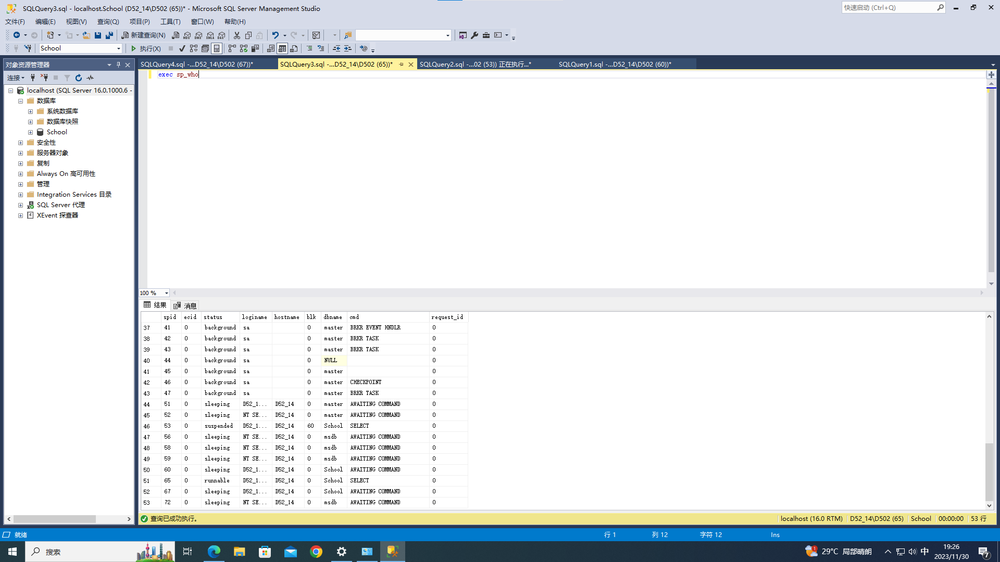 SQLQuery3.sql - localhost.School (D52_14\D502 (65))* - Microsoft SQL Server Management Studio
快速启动 (Ctrl+Q)
文件(F) 编辑(E) 视图(V) 查询(Q) 项目(P) 工具(T) 窗口(W) 帮助(H)
新建查询(N) MDX DMX XMLA DAX
School 执行(X)
对象资源管理器
SQLQuery4.sql -...D52_14\D502 (67))* SQLQuery3.sql -...D52_14\D502 (65))* SQLQuery2.sql -...02 (53)) 正在执行...* SQLQuery1.sql -...D52_14\D502 (60))*
连接
exec sp_who
localhost (SQL Server 16.0.1000.6 -
数据库
系统数据库
数据库快照
School
安全性
服务器对象
复制
Always On 高可用性
管理
Integration Services 目录
SQL Server 代理
XEvent 探查器
100 %
结果 消息
spid ecid status loginame hostname blk dbname cmd request_id
37 41 0 background sa 0 master BRKR EVENT HNDLR 0
38 42 0 background sa 0 master BRKR TASK 0
39 43 0 background sa 0 master BRKR TASK 0
40 44 0 background sa 0 NULL 0
41 45 0 background sa 0 master 0
42 46 0 background sa 0 master CHECKPOINT 0
43 47 0 background sa 0 master BRKR TASK 0
44 51 0 sleeping D52_1... D52_14 0 master AWAITING COMMAND 0
45 52 0 sleeping NT SE... D52_14 0 master AWAITING COMMAND 0
46 53 0 suspended D52_1... D52_14 60 School SELECT 0
47 56 0 sleeping NT SE... D52_14 0 msdb AWAITING COMMAND 0
48 58 0 sleeping NT SE... D52_14 0 msdb AWAITING COMMAND 0
49 59 0 sleeping NT SE... D52_14 0 msdb AWAITING COMMAND 0
50 60 0 sleeping D52_1... D52_14 0 School AWAITING COMMAND 0
51 65 0 runnable D52_1... D52_14 0 School SELECT 0
52 67 0 sleeping D52_1... D52_14 0 School AWAITING COMMAND 0
53 72 0 sleeping NT SE... D52_14 0 msdb AWAITING COMMAND 0
查询已成功执行。 localhost (16.0 RTM) D52_14\D502 (65) School 00:00:00 53 行
就绪 行 1 列 12 字符 12 Ins
搜索 1 29°C 局部晴朗 中 19:26
2023/11/30 7